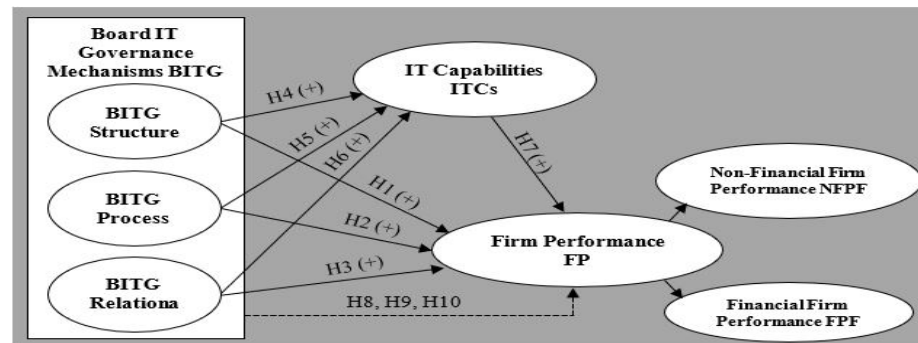 Board IT
Governance
Mechanisms BITG
BITG
Structure
BITG
Process
BITG
Relationa
H4 (+)
H5 (+)
H6 (+)
H1 (+)
H2 (+)
H3 (+)
H8, H9, H10
IT Capabilities
ITCs
H7(+)
Firm Performance
FP
Non-Financial Firm
Performance NFPF
Financial Firm
Performance FPF